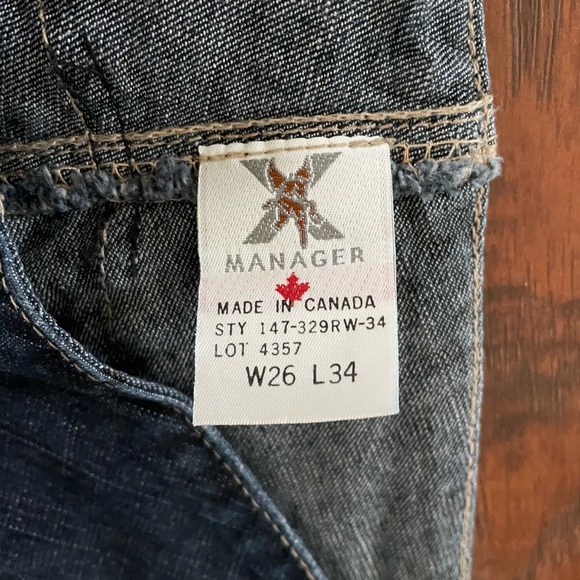 X
MANAGER
MADE IN CANADA
STY 147-329RW-34
LOT 4357
W26 L34